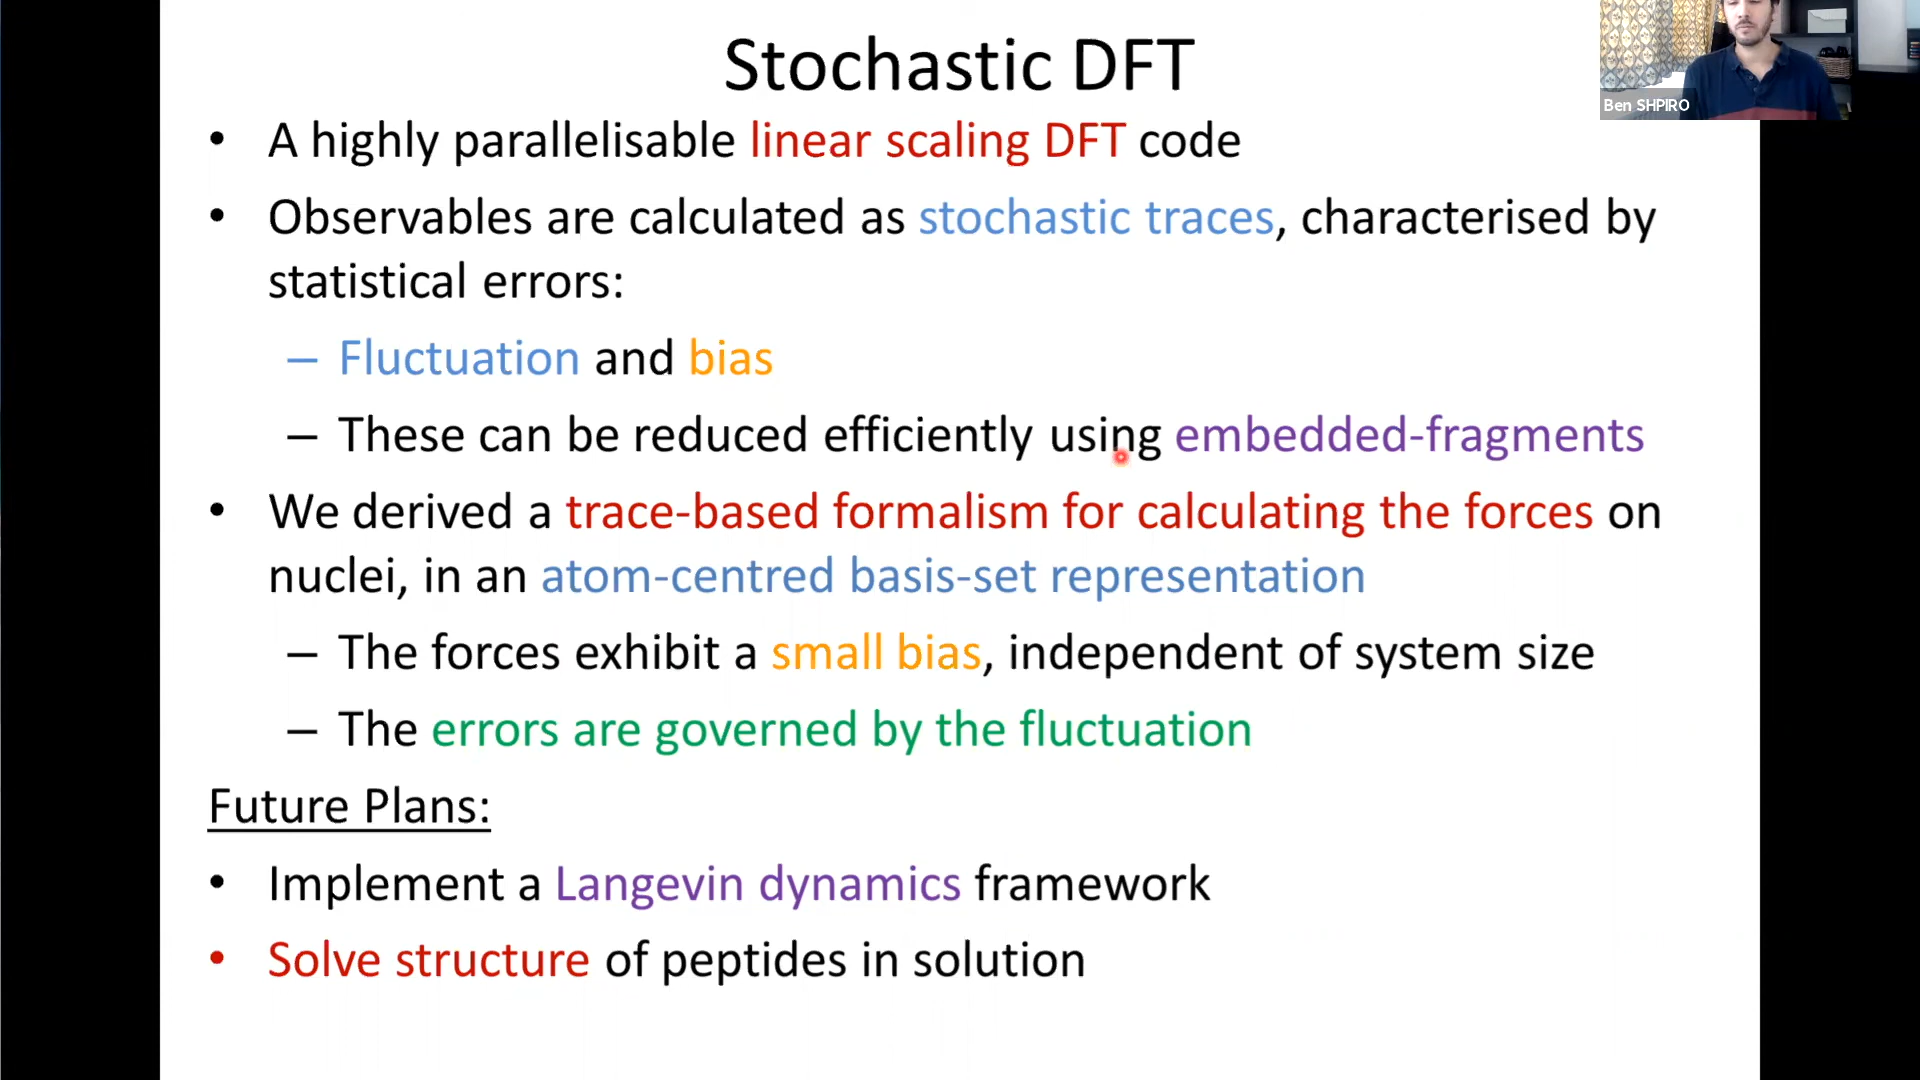 Stochastic DFT
Ben SHPIRO
• A highly parallelisable linear scaling DFT code
• Observables are calculated as stochastic traces, characterised by
statistical errors:
– Fluctuation and bias
– These can be reduced efficiently using embedded-fragments
• We derived a trace-based formalism for calculating the forces on
nuclei, in an atom-centred basis-set representation
– The forces exhibit a small bias, independent of system size
– The errors are governed by the fluctuation
Future Plans:
• Implement a Langevin dynamics framework
• Solve structure of peptides in solution